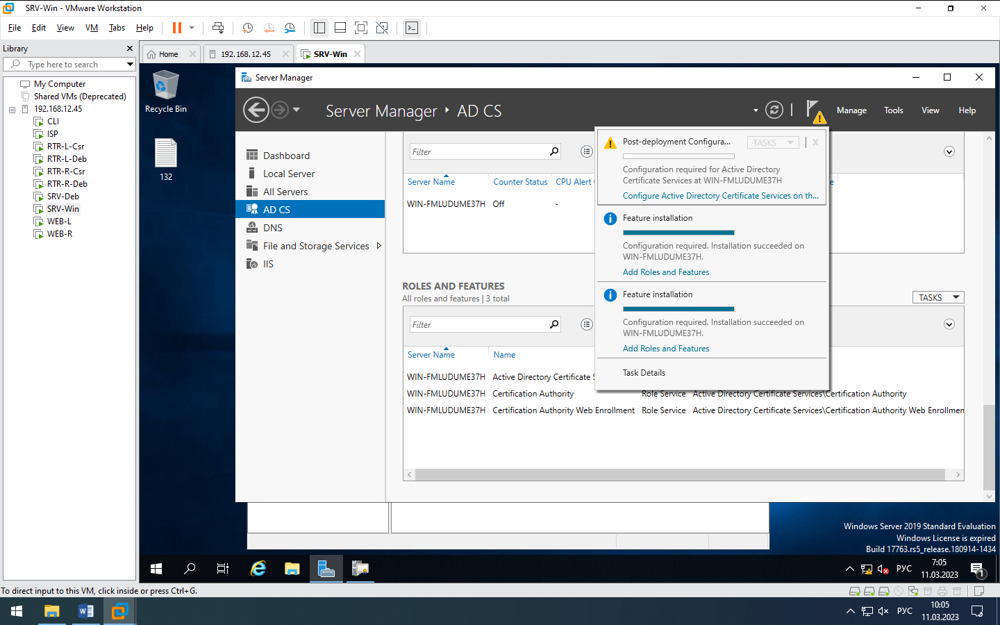 SRV-Win - VMware Workstation
File Edit View VM Tabs Help
Library
Type here to search
My Computer
Shared VMs (Deprecated)
192.168.12.45
CLI
ISP
RTR-L-Csr
RTR-L-Deb
RTR-R-Csr
RTR-R-Deb
SRV-Deb
SRV-Win
WEB-L
WEB-R
Home 192.168.12.45 SRV-Win
Recycle Bin
132
Server Manager
Server Manager AD CS
Manage Tools View Help
Dashboard
Local Server
All Servers
AD CS
DNS
File and Storage Services
IIS
Filter
Server Name Counter Status CPU Alert
WIN-FMLUDUME37H Off -
ROLES AND FEATURES
All roles and features | 3 total
TASKS
Filter
Server Name Name
WIN-FMLUDUME37H Active Directory Certificate S
WIN-FMLUDUME37H Certification Authority Role Service Active Directory Certificate Services\Certification Authority
WIN-FMLUDUME37H Certification Authority Web Enrollment Role Service Active Directory Certificate Services\Certification Authority Web Enrollmen
Post-deployment Configura... TASKS X
Configuration required for Active Directory
Certificate Services at WIN-FMLUDUME37H
Configure Active Directory Certificate Services on th...
Feature installation
Configuration required. Installation succeeded on
WIN-FMLUDUME37H.
Add Roles and Features
Feature installation
Configuration required. Installation succeeded on
WIN-FMLUDUME37H.
Add Roles and Features
Task Details
Windows Server 2019 Standard Evaluation
Windows License is expired
Build 17763.rs5_release.180914-1434
РУС
7:05
11.03.2023
1
To direct input to this VM, click inside or press Ctrl+G.
РУС
10:05
11.03.2023